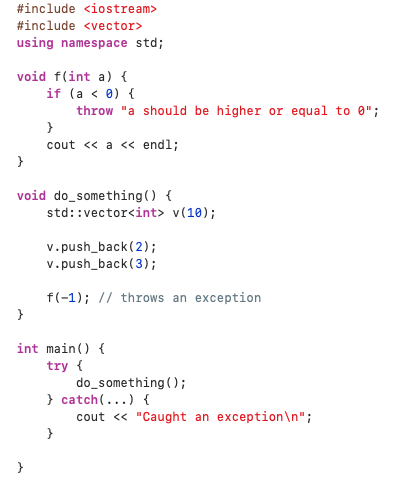 #include <iostream>
#include <vector>
using namespace std;

void f(int a) {
    if (a < 0) {
        throw "a should be higher or equal to 0";
    }
    cout << a << endl;
}

void do_something() {
    std::vector<int> v(10);

    v.push_back(2);
    v.push_back(3);

    f(-1); // throws an exception
}

int main() {
    try {
        do_something();
    } catch(...) {
        cout << "Caught an exception\n";
    }

}